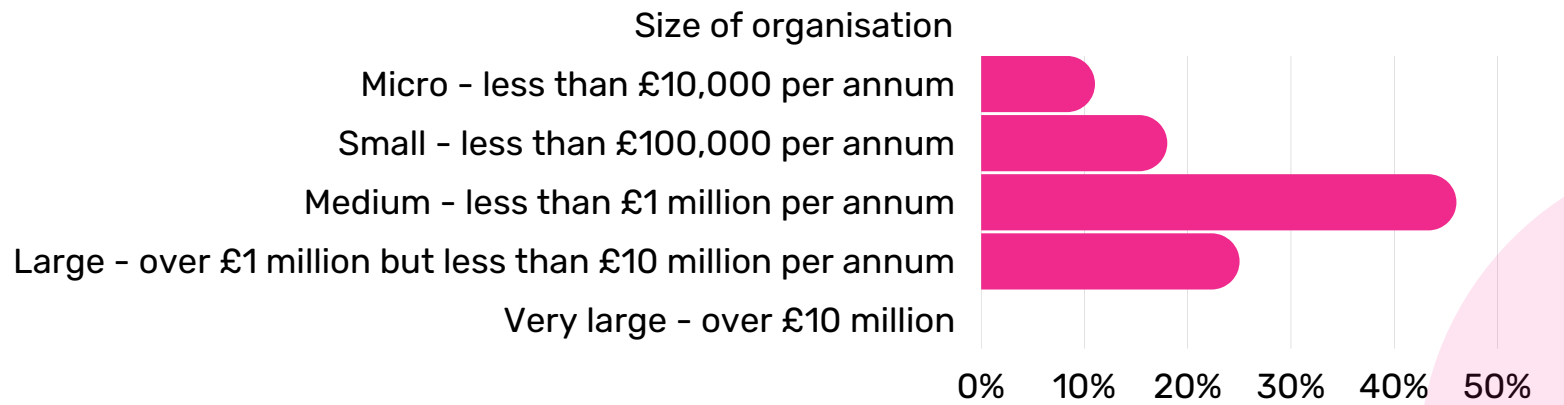 Size of organisation
Micro - less than £10,000 per annum
Small - less than £100,000 per annum
Medium - less than £1 million per annum
Large - over £1 million but less than £10 million per annum
Very large - over £10 million
0% 10% 20% 30% 40% 50%